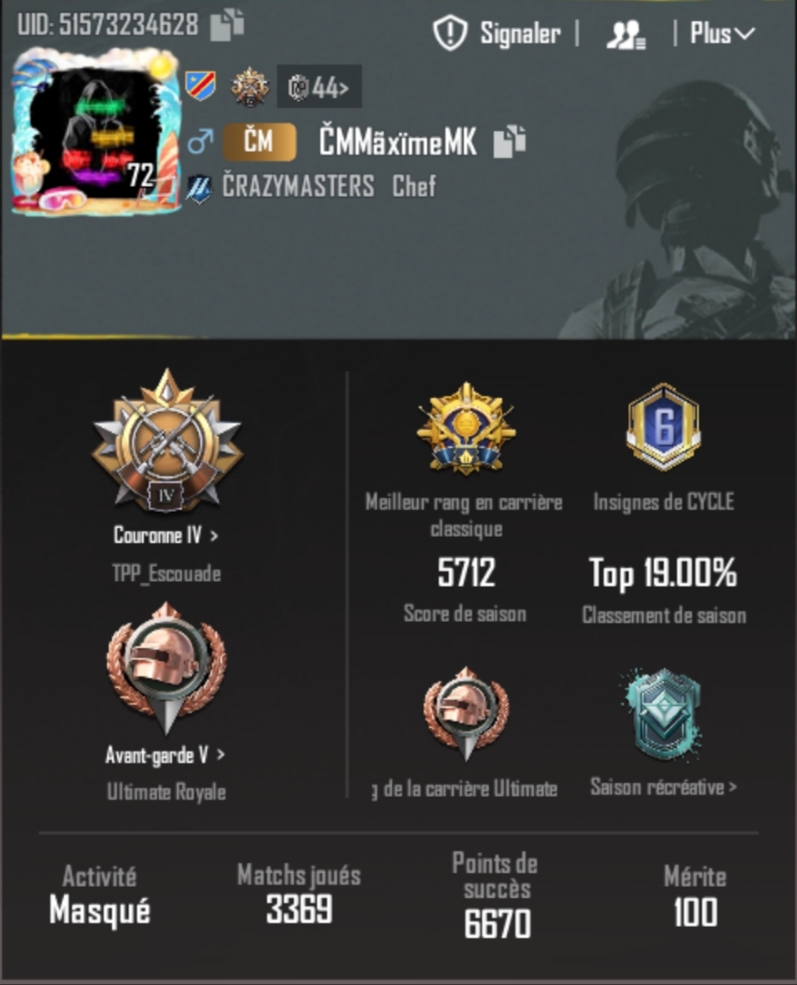 UID: 51573234628
Signaler | | Plus
44>
ČM ČMMãxïmeMK
72
ČRAZYMASTERS Chef
IV
6
Couronne IV >
TPP_Escouade
Meilleur rang en carrière
classique
Insignes de CYCLE
5712
Score de saison
Top 19.00%
Classement de saison
Avant-garde V >
Ultimate Royale
g de la carrière Ultimate
Saison récréative >
Activité
Masqué
Matchs joués
3369
Points de
succès
6670
Mérite
100